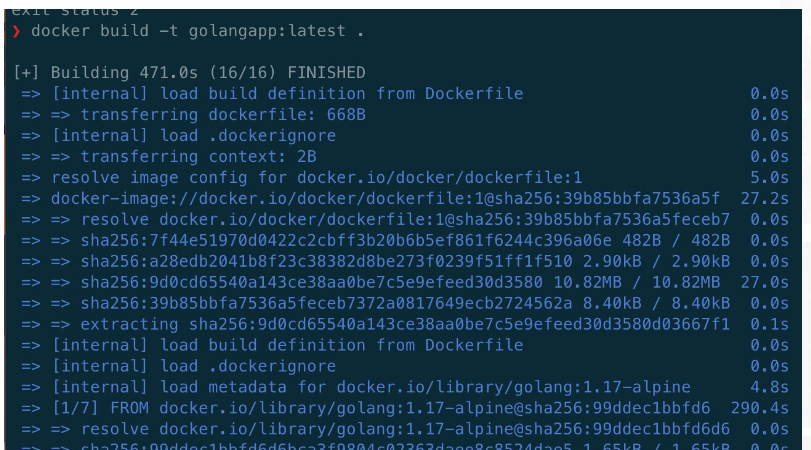 exit status 2
❯ docker build -t golangapp:latest .
[+] Building 471.0s (16/16) FINISHED
=> [internal] load build definition from Dockerfile 0.0s
=> => transferring dockerfile: 668B 0.0s
=> [internal] load .dockerignore 0.0s
=> => transferring context: 2B 0.0s
=> resolve image config for docker.io/docker/dockerfile:1 5.0s
=> docker-image://docker.io/docker/dockerfile:1@sha256:39b85bbfa7536a5f 27.2s
=> => resolve docker.io/docker/dockerfile:1@sha256:39b85bbfa7536a5feceb7 0.0s
=> => sha256:7f44e51970d0422c2cbff3b20b6b5ef861f6244c396a06e 482B / 482B 0.0s
=> => sha256:a28edb2041b8f23c38382d8be273f0239f51ff1f510 2.90kB / 2.90kB 0.0s
=> => sha256:9d0cd65540a143ce38aa0be7c5e9efeed30d3580 10.82MB / 10.82MB 27.0s
=> => sha256:39b85bbfa7536a5feceb7372a0817649ecb2724562a 8.40kB / 8.40kB 0.0s
=> => extracting sha256:9d0cd65540a143ce38aa0be7c5e9efeed30d3580d03667f1 0.1s
=> [internal] load build definition from Dockerfile 0.0s
=> [internal] load .dockerignore 0.0s
=> [internal] load metadata for docker.io/library/golang:1.17-alpine 4.8s
=> [1/7] FROM docker.io/library/golang:1.17-alpine@sha256:99ddec1bbfd6 290.4s
=> => resolve docker.io/library/golang:1.17-alpine@sha256:99ddec1bbfd6d6 0.0s
=> => 1.65kB / 1.65kB 0.0s